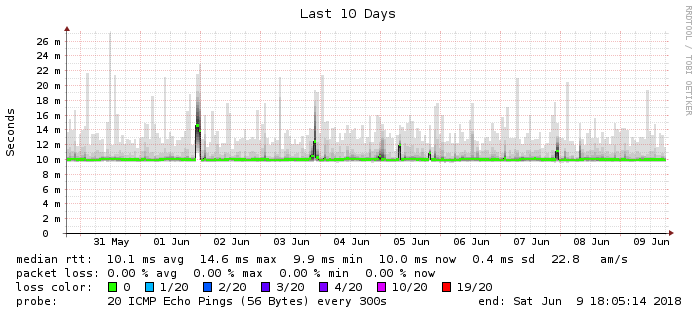 Last 10 Days
RRDTOOL / TOBI OETIKER
Seconds
26 m
24 m
22 m
20 m
18 m
16 m
14 m
12 m
10 m
8 m
6 m
4 m
2 m
0
31 May 01 Jun 02 Jun 03 Jun 04 Jun 05 Jun 06 Jun 07 Jun 08 Jun 09 Jun
median rtt: 10.1 ms avg 14.6 ms max 9.9 ms min 10.0 ms now 0.4 ms sd 22.8 am/s
packet loss: 0.00 % avg 0.00 % max 0.00 % min 0.00 % now
loss color: 0 1/20 2/20 3/20 4/20 10/20 19/20
probe: 20 ICMP Echo Pings (56 Bytes) every 300s end: Sat Jun 9 18:05:14 2018